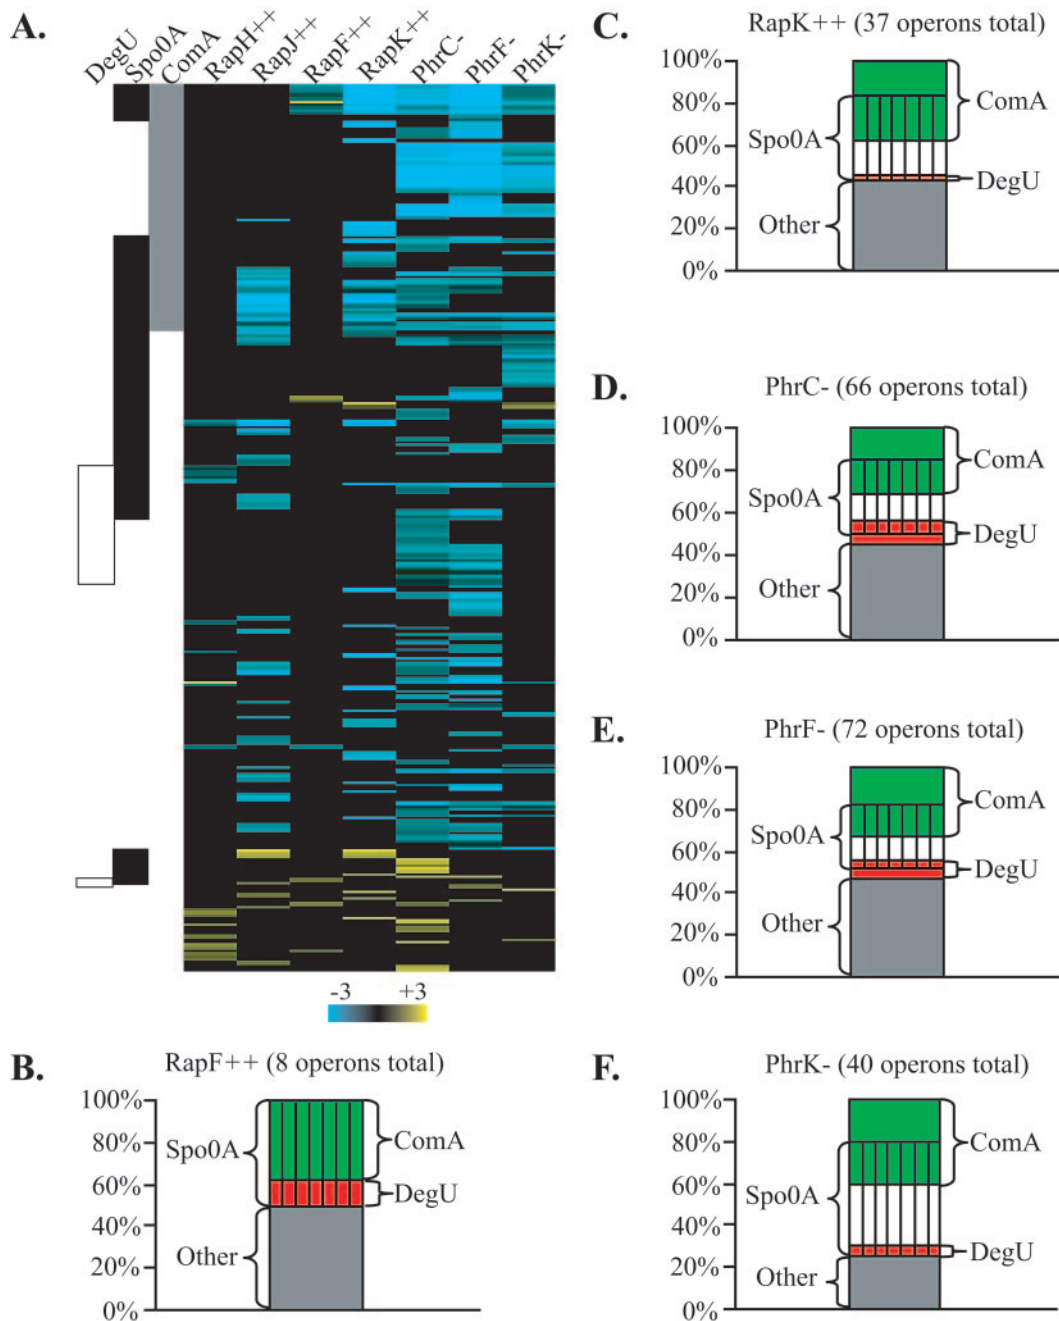 A.
DegU
Spo0A
ComA
RapH++
RapJ++
RapF++
RapK++
PhrC-
PhrF-
PhrK-
-3
+3
B.
RapF++ (8 operons total)
100%
80%
60%
40%
20%
0%
Spo0A
Other
ComA
DegU
C.
RapK++ (37 operons total)
100%
80%
60%
40%
20%
0%
Spo0A
Other
ComA
DegU
D.
PhrC- (66 operons total)
100%
80%
60%
40%
20%
0%
Spo0A
Other
ComA
DegU
E.
PhrF- (72 operons total)
100%
80%
60%
40%
20%
0%
Spo0A
Other
ComA
DegU
F.
PhrK- (40 operons total)
100%
80%
60%
40%
20%
0%
Spo0A
Other
ComA
DegU